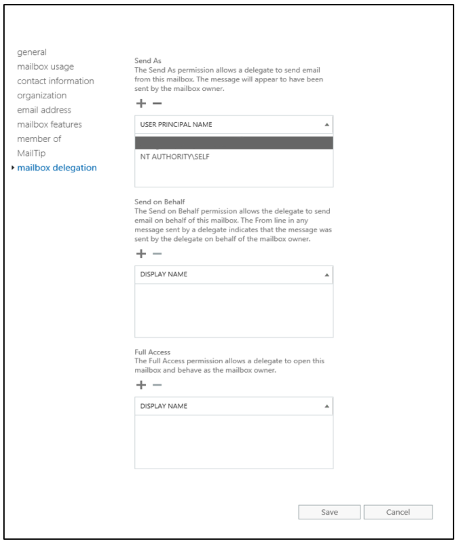 general
mailbox usage
contact information
organization
email address
mailbox features
member of
MailTip
mailbox delegation
Send As
The Send As permission allows a delegate to send email
from this mailbox. The message will appear to have been
sent by the mailbox owner.
USER PRINCIPAL NAME
NT AUTHORITY\SELF
Send on Behalf
The Send on Behalf permission allows the delegate to send
email on behalf of this mailbox. The From line in any
message sent by a delegate indicates that the message was
sent by the delegate on behalf of the mailbox owner.
DISPLAY NAME
Full Access
The Full Access permission allows a delegate to open this
mailbox and behave as the mailbox owner.
DISPLAY NAME
Save
Cancel